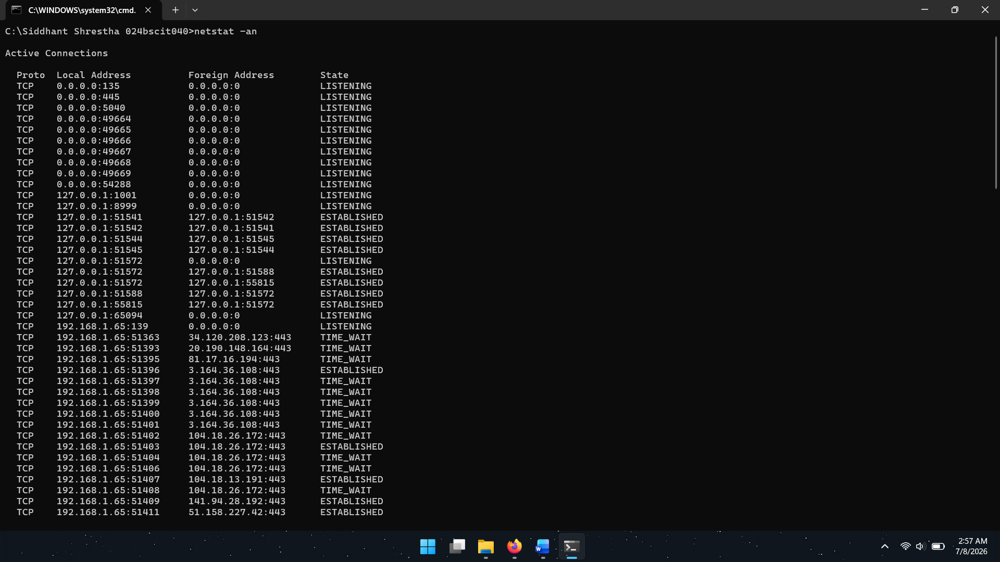 C:\WINDOWS\system32\cmd.
C:\Siddhant Shrestha 024bscit040>netstat -an
Active Connections
Proto  Local Address          Foreign Address        State
TCP    0.0.0.0:135            0.0.0.0:0              LISTENING
TCP    0.0.0.0:445            0.0.0.0:0              LISTENING
TCP    0.0.0.0:5040           0.0.0.0:0              LISTENING
TCP    0.0.0.0:49664          0.0.0.0:0              LISTENING
TCP    0.0.0.0:49665          0.0.0.0:0              LISTENING
TCP    0.0.0.0:49666          0.0.0.0:0              LISTENING
TCP    0.0.0.0:49667          0.0.0.0:0              LISTENING
TCP    0.0.0.0:49668          0.0.0.0:0              LISTENING
TCP    0.0.0.0:49669          0.0.0.0:0              LISTENING
TCP    0.0.0.0:54288          0.0.0.0:0              LISTENING
TCP    127.0.0.1:1001         0.0.0.0:0              LISTENING
TCP    127.0.0.1:8999         0.0.0.0:0              LISTENING
TCP    127.0.0.1:51541        127.0.0.1:51542        ESTABLISHED
TCP    127.0.0.1:51542        127.0.0.1:51541        ESTABLISHED
TCP    127.0.0.1:51544        127.0.0.1:51545        ESTABLISHED
TCP    127.0.0.1:51545        127.0.0.1:51544        ESTABLISHED
TCP    127.0.0.1:51572        0.0.0.0:0              LISTENING
TCP    127.0.0.1:51572        127.0.0.1:51588        ESTABLISHED
TCP    127.0.0.1:51572        127.0.0.1:55815        ESTABLISHED
TCP    127.0.0.1:51588        127.0.0.1:51572        ESTABLISHED
TCP    127.0.0.1:55815        127.0.0.1:51572        ESTABLISHED
TCP    127.0.0.1:65094        0.0.0.0:0              LISTENING
TCP    192.168.1.65:139       0.0.0.0:0              LISTENING
TCP    192.168.1.65:51363     34.120.208.123:443     TIME_WAIT
TCP    192.168.1.65:51393     20.190.148.164:443     TIME_WAIT
TCP    192.168.1.65:51395     81.17.16.194:443       TIME_WAIT
TCP    192.168.1.65:51396     3.164.36.108:443       ESTABLISHED
TCP    192.168.1.65:51397     3.164.36.108:443       TIME_WAIT
TCP    192.168.1.65:51398     3.164.36.108:443       TIME_WAIT
TCP    192.168.1.65:51399     3.164.36.108:443       TIME_WAIT
TCP    192.168.1.65:51400     3.164.36.108:443       TIME_WAIT
TCP    192.168.1.65:51401     3.164.36.108:443       TIME_WAIT
TCP    192.168.1.65:51402     104.18.26.172:443      TIME_WAIT
TCP    192.168.1.65:51403     104.18.26.172:443      ESTABLISHED
TCP    192.168.1.65:51404     104.18.26.172:443      TIME_WAIT
TCP    192.168.1.65:51406     104.18.26.172:443      TIME_WAIT
TCP    192.168.1.65:51407     104.18.13.191:443      ESTABLISHED
TCP    192.168.1.65:51408     104.18.26.172:443      TIME_WAIT
TCP    192.168.1.65:51409     141.94.28.192:443      ESTABLISHED
TCP    192.168.1.65:51411     51.158.227.42:443      ESTABLISHED
2:57 AM
7/8/2026